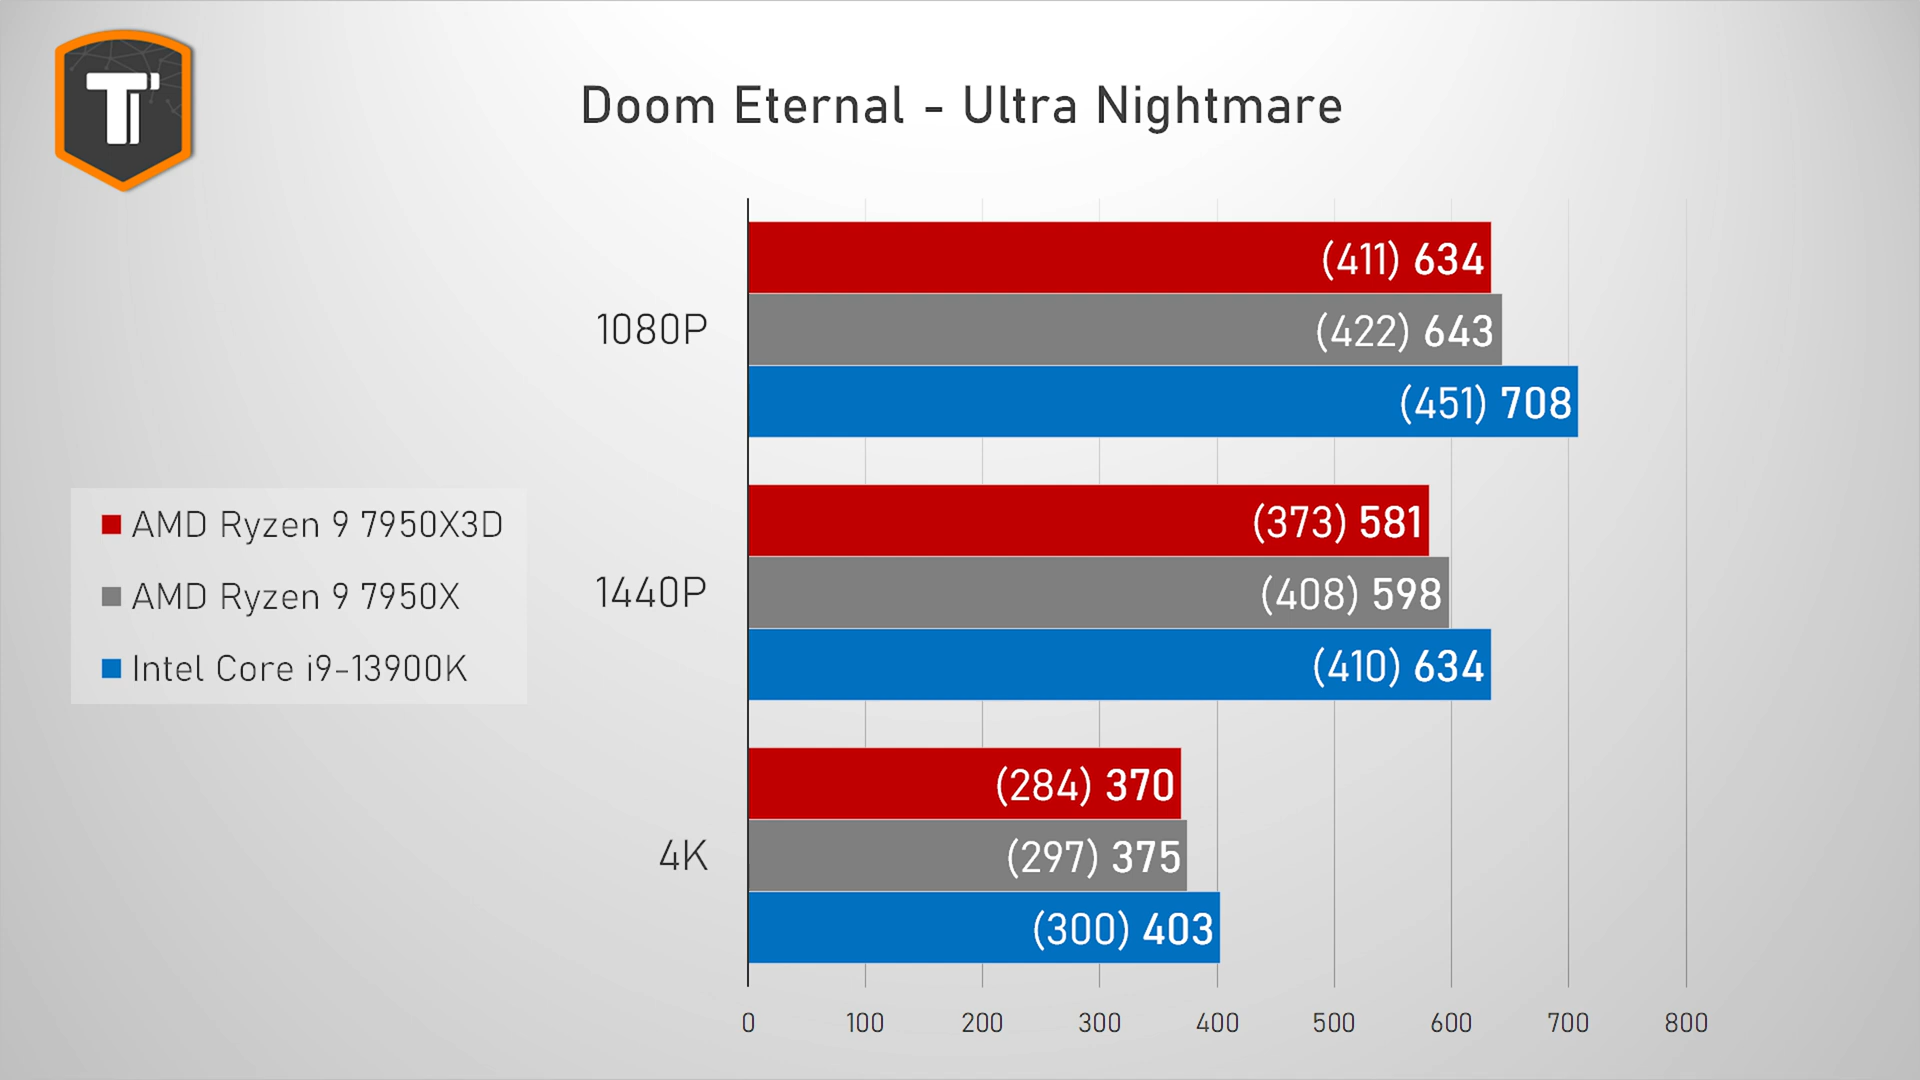 T
Doom Eternal - Ultra Nightmare
1080P
(411) 634
(422) 643
(451) 708
1440P
(373) 581
(408) 598
(410) 634
4K
(284) 370
(297) 375
(300) 403
AMD Ryzen 9 7950X3D
AMD Ryzen 9 7950X
Intel Core i9-13900K
0 100 200 300 400 500 600 700 800